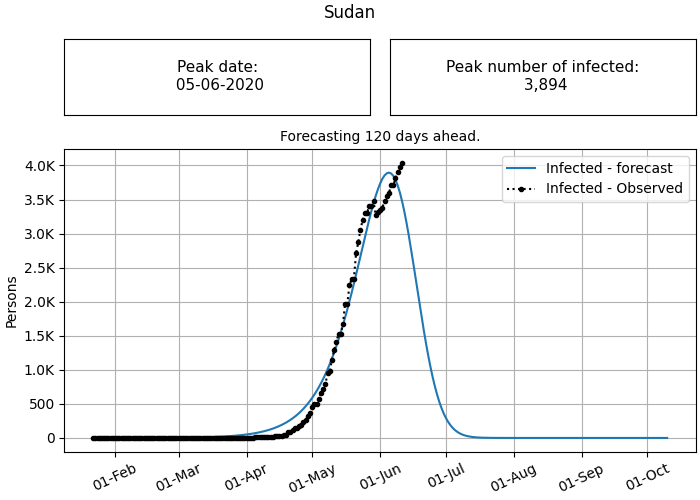 Sudan
Peak date:
05-06-2020
Peak number of infected:
3,894
Forecasting 120 days ahead.
Infected - forecast
Infected - Observed
Persons
4.0K
3.5K
3.0K
2.5K
2.0K
1.5K
1.0K
500
0
01-Feb
01-Mar
01-Apr
01-May
01-Jun
01-Jul
01-Aug
01-Sep
01-Oct